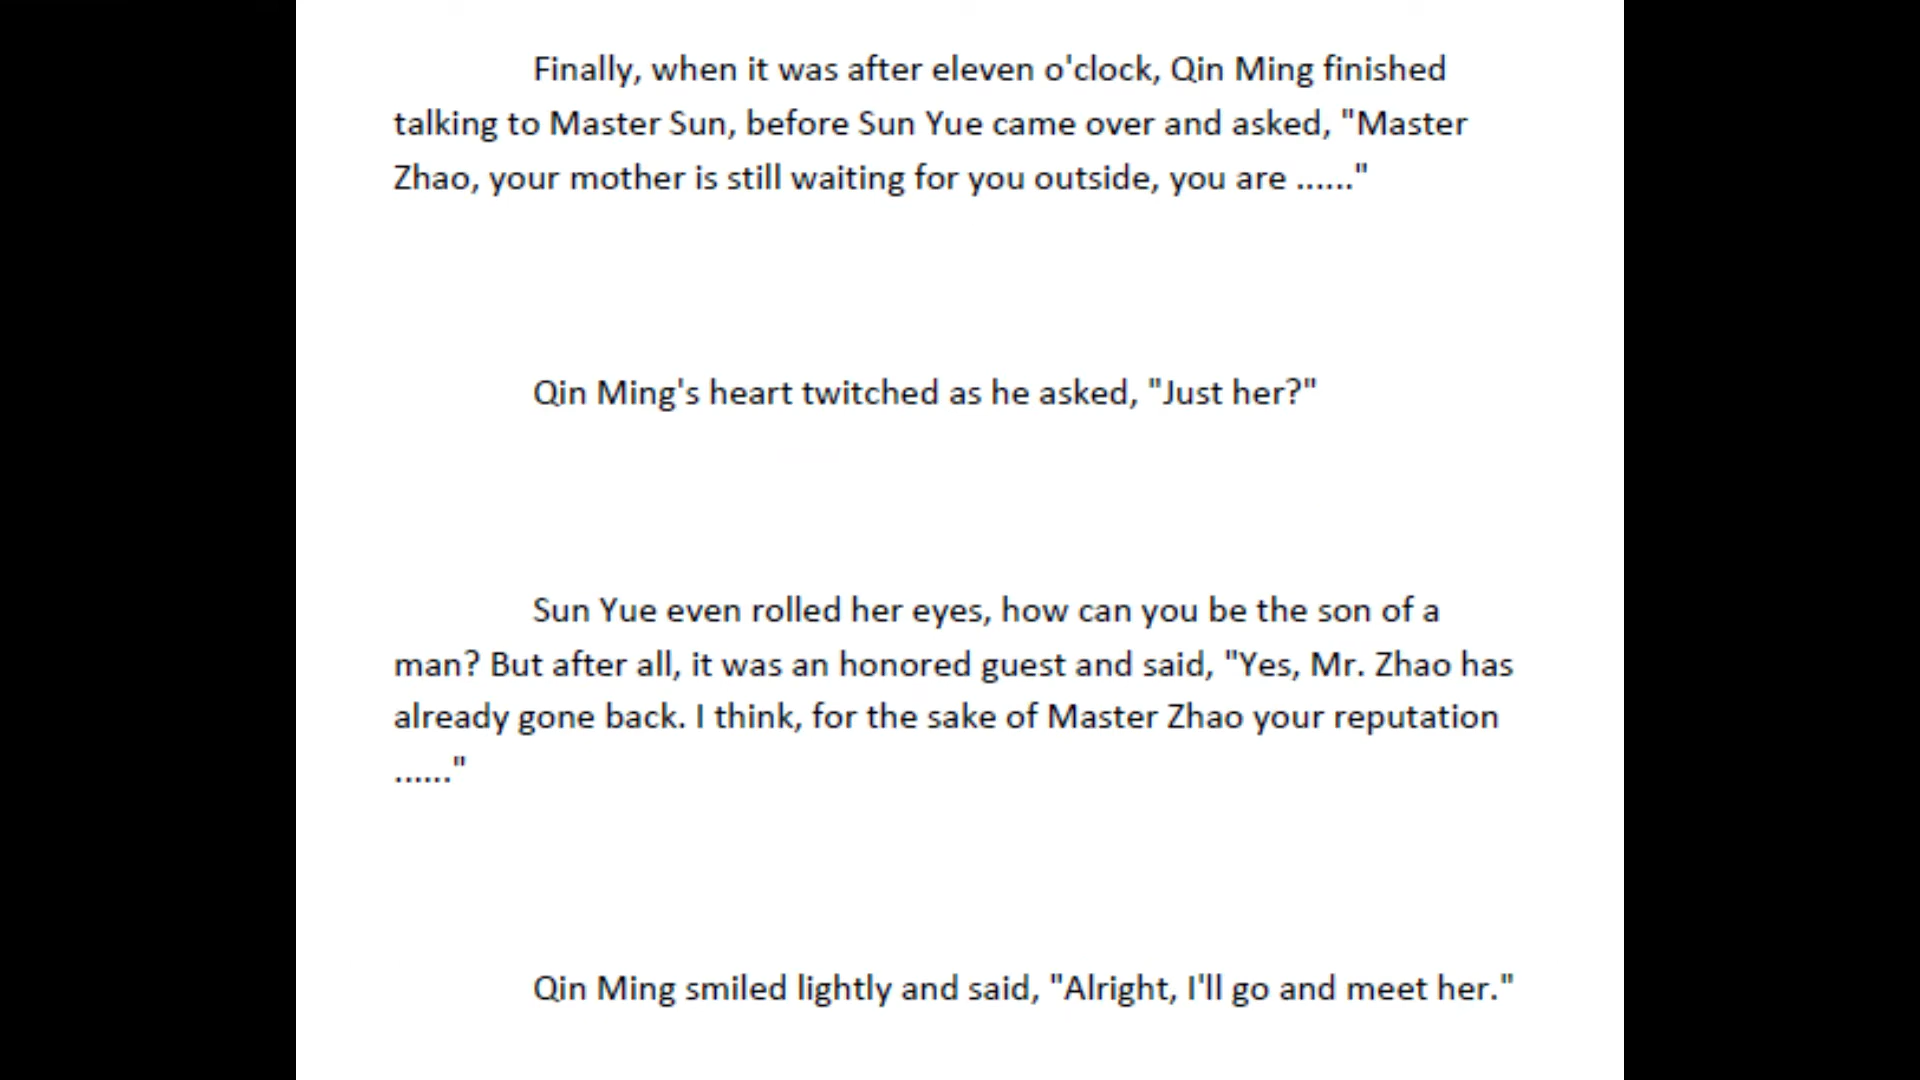 Finally, when it was after eleven o'clock, Qin Ming finished
talking to Master Sun, before Sun Yue came over and asked, "Master
Zhao, your mother is still waiting for you outside, you are ......"
Qin Ming's heart twitched as he asked, "Just her?"
Sun Yue even rolled her eyes, how can you be the son of a
man? But after all, it was an honored guest and said, "Yes, Mr. Zhao has
already gone back. I think, for the sake of Master Zhao your reputation
......"
Qin Ming smiled lightly and said, "Alright, I'll go and meet her."